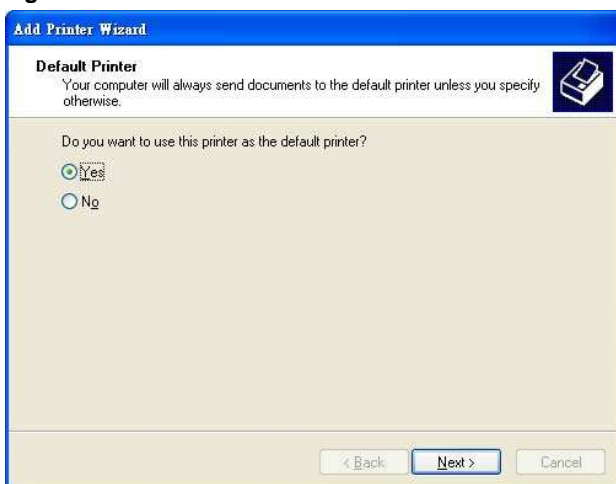 Add Printer Wizard
Default Printer
Your computer will always send documents to the default printer unless you specify
otherwise.
Do you want to use this printer as the default printer?
Yes
No
< Back
Next >
Cancel